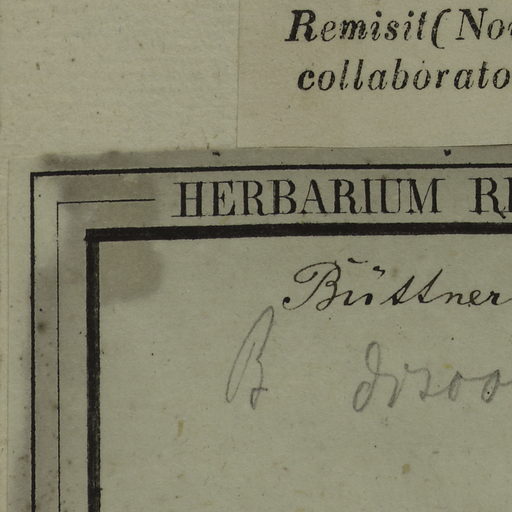 Remisit (No
collaborato
HERBARIUM R
Büttner
B